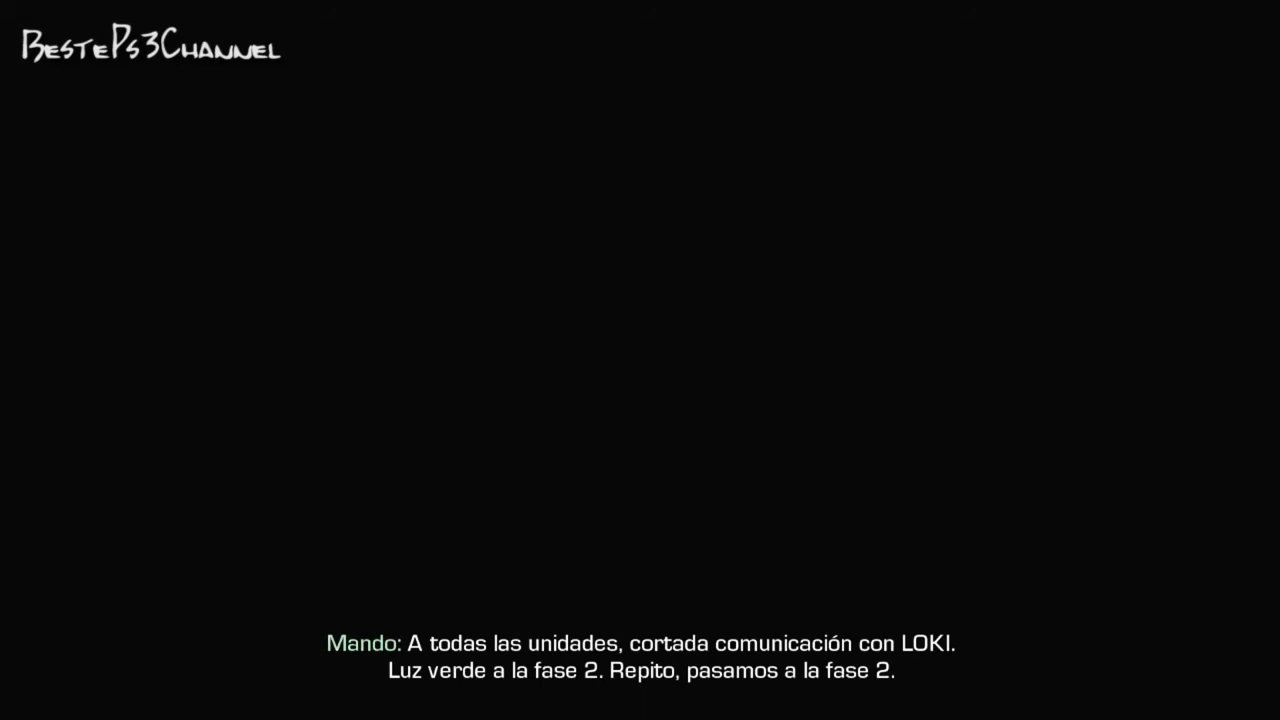 BestePs3Channel
Mando: A todas las unidades, cortada comunicación con LOKI.
Luz verde a la fase 2. Repito, pasamos a la fase 2.